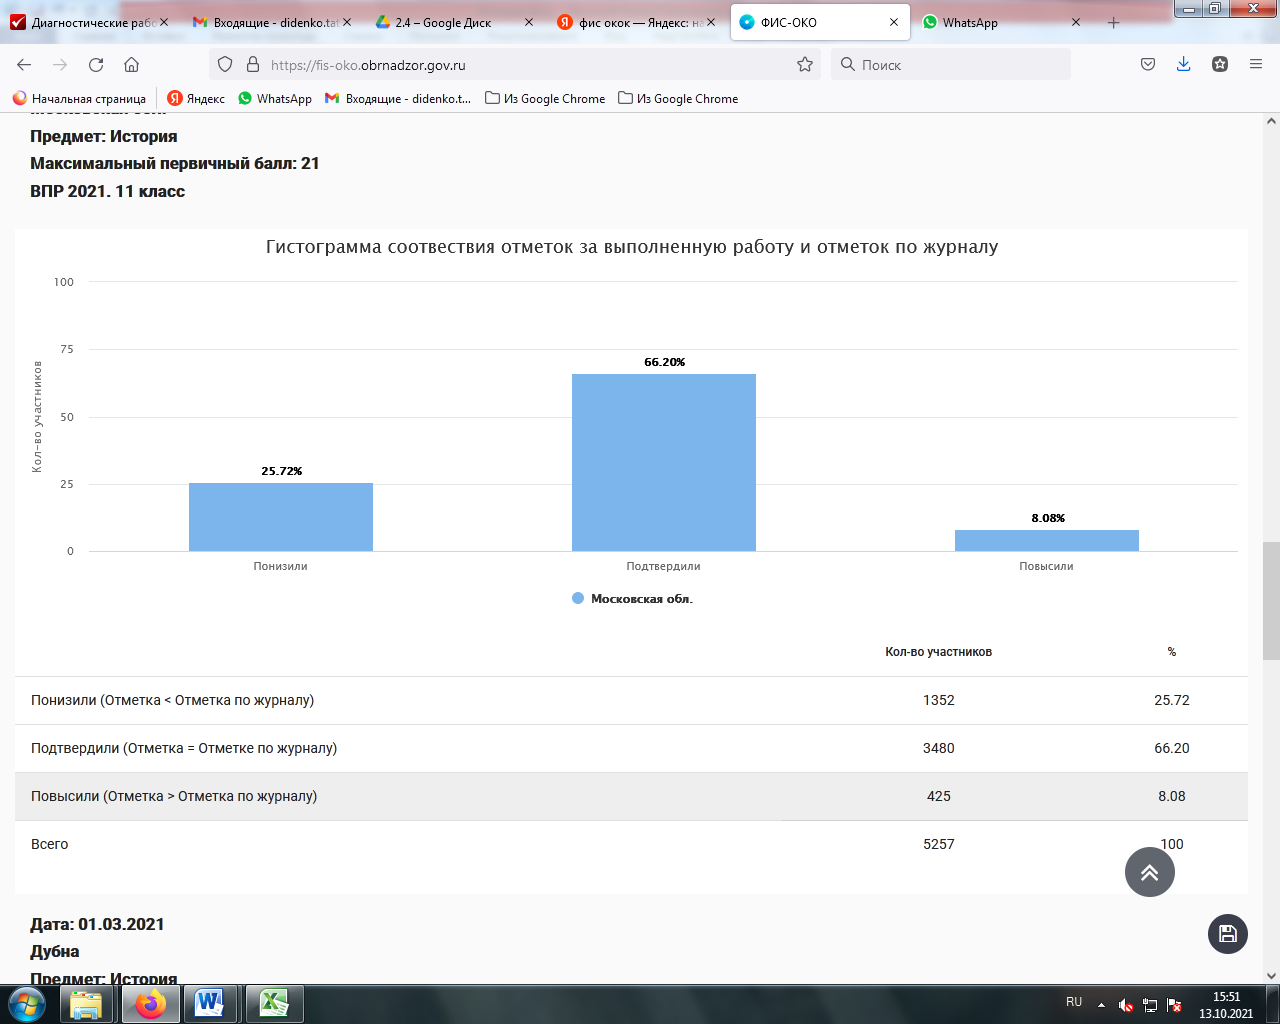 Диагностические рабо
Входящие - didenko.tat
2.4 – Google Диск
фис окок — Яндекс: на
ФИС-ОКО
WhatsApp
https://fis-oko.obrnadzor.gov.ru
Поиск
Начальная страница
Яндекс
WhatsApp
Входящие - didenko.t...
Из Google Chrome
Из Google Chrome
Предмет: История
Максимальный первичный балл: 21
ВПР 2021. 11 класс
Гистограмма соотвествия отметок за выполненную работу и отметок по журналу
Кол-во участников
100
75
50
25
0
25.72%
66.20%
8.08%
Понизили
Подтвердили
Повысили
Московская обл.
Кол-во участников %
Понизили (Отметка < Отметка по журналу) 1352 25.72
Подтвердили (Отметка = Отметке по журналу) 3480 66.20
Повысили (Отметка > Отметка по журналу) 425 8.08
Всего 5257 100
Дата: 01.03.2021
Дубна
Предмет: История
RU
15:51
13.10.2021